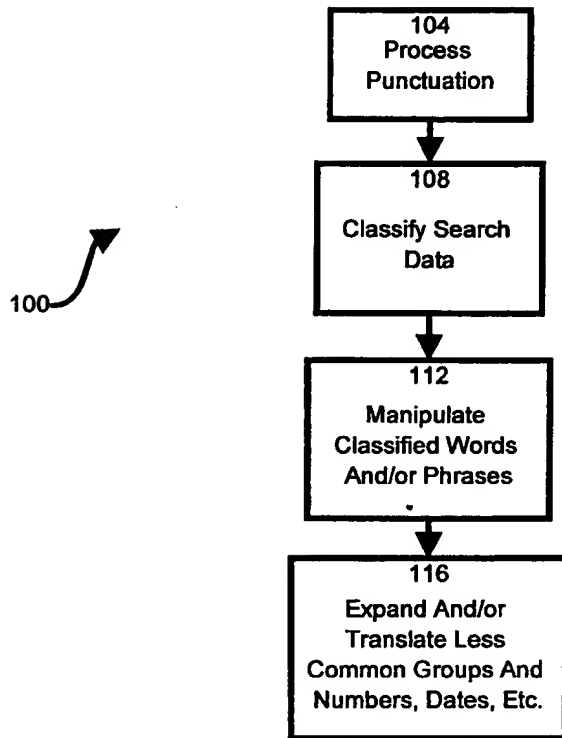 104
Process
Punctuation
108
Classify Search
Data
100
112
Manipulate
Classified Words
And/or Phrases
116
Expand And/or
Translate Less
Common Groups And
Numbers, Dates, Etc.